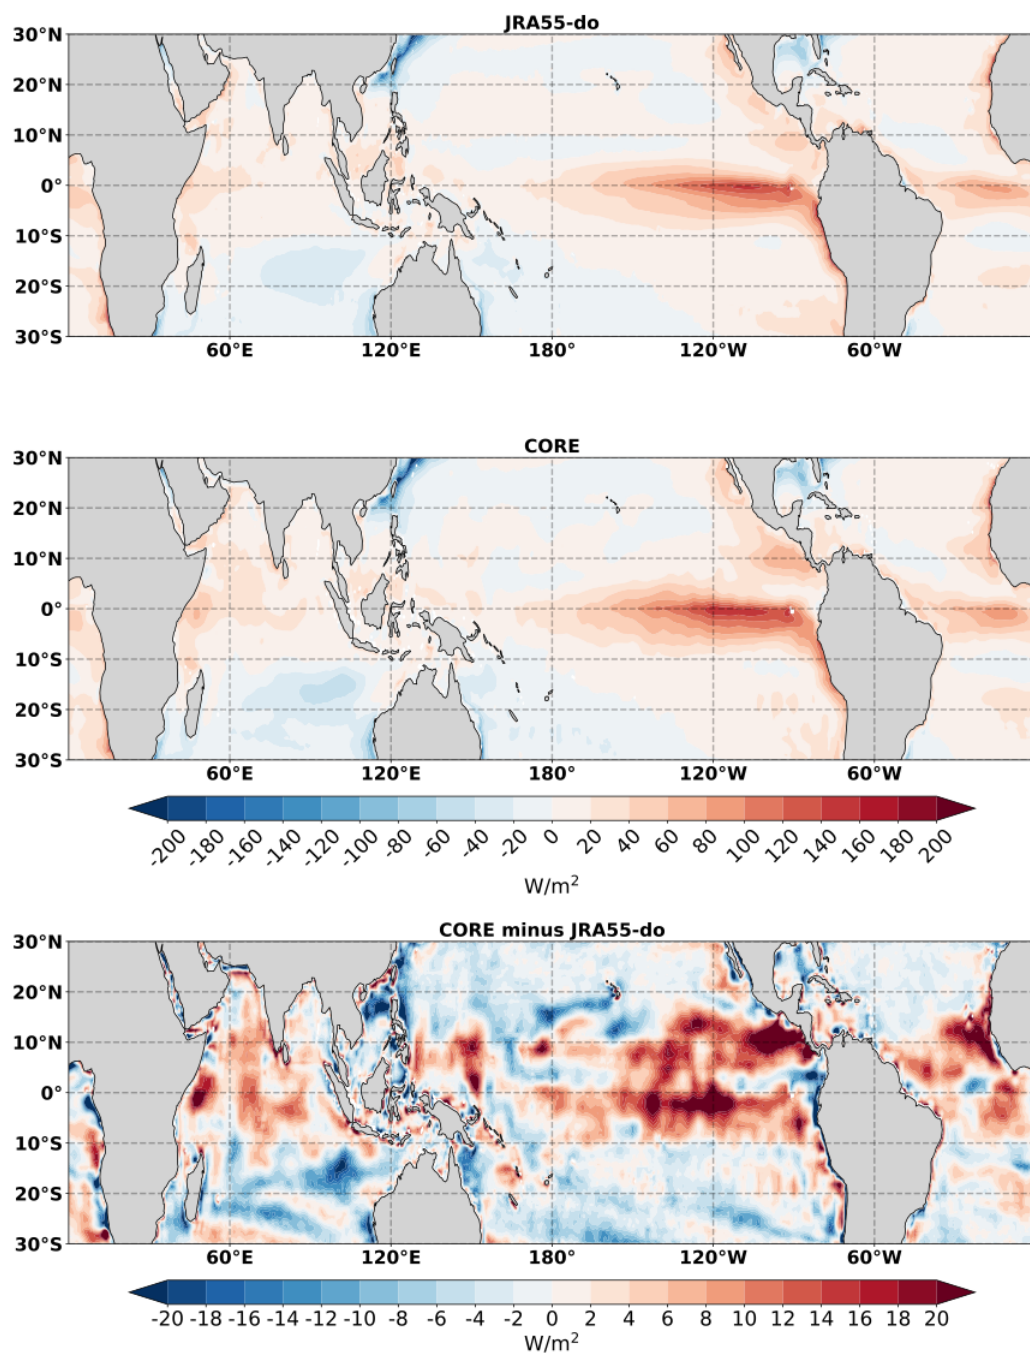 JRA55-do
30°N
20°N
10°N
0°
10°S
20°S
30°S
60°E 120°E 180° 120°W 60°W
CORE
30°N
20°N
10°N
0°
10°S
20°S
30°S
60°E 120°E 180° 120°W 60°W
-200 -180 -160 -140 -120 -100 -80 -60 -40 -20 0 20 40 60 80 100 120 140 160 180 200
W/m²
CORE minus JRA55-do
30°N
20°N
10°N
0°
10°S
20°S
30°S
60°E 120°E 180° 120°W 60°W
-20 -18 -16 -14 -12 -10 -8 -6 -4 -2 0 2 4 6 8 10 12 14 16 18 20
W/m²